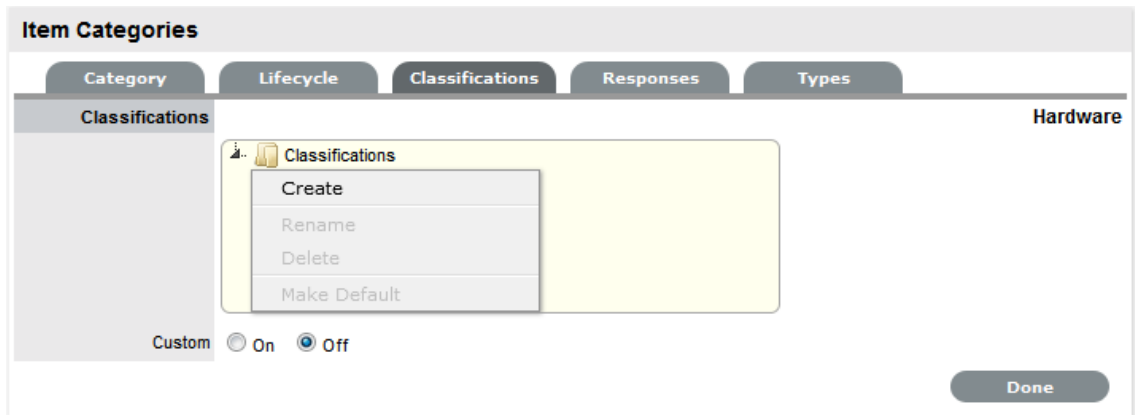 Item Categories
Category Lifecycle Classifications Responses Types
Classifications Hardware
Classifications
Create
Rename
Delete
Make Default
Custom On Off
Done